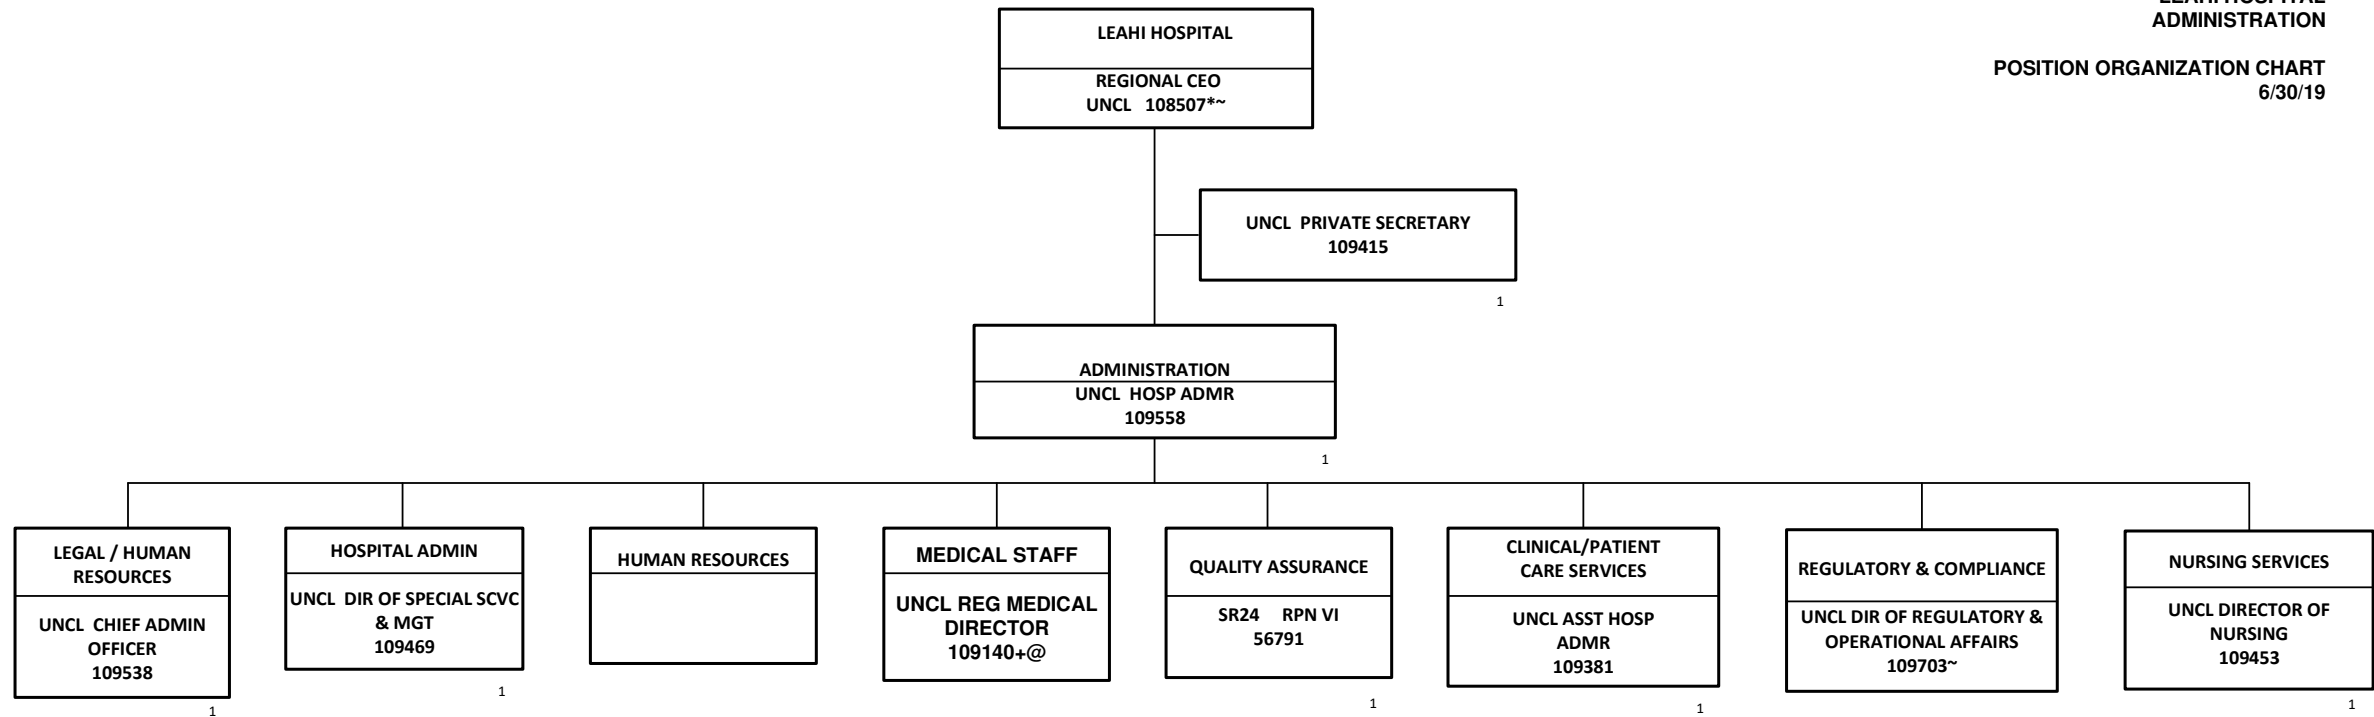 ADMINISTRATION
POSITION ORGANIZATION CHART
6/30/19
LEAHI HOSPITAL
REGIONAL CEO
UNCL 108507*~
UNCL PRIVATE SECRETARY
109415
1
ADMINISTRATION
UNCL HOSP ADMR
109558
1
LEGAL / HUMAN
RESOURCES
UNCL CHIEF ADMIN
OFFICER
109538
1
HOSPITAL ADMIN
UNCL DIR OF SPECIAL SCVC
& MGT
109469
1
HUMAN RESOURCES
MEDICAL STAFF
UNCL REG MEDICAL
DIRECTOR
109140+@
QUALITY ASSURANCE
SR24 RPN VI
56791
1
CLINICAL/PATIENT
CARE SERVICES
UNCL ASST HOSP
ADMR
109381
1
REGULATORY & COMPLIANCE
UNCL DIR OF REGULATORY &
OPERATIONAL AFFAIRS
109703~
NURSING SERVICES
UNCL DIRECTOR OF
NURSING
109453
1